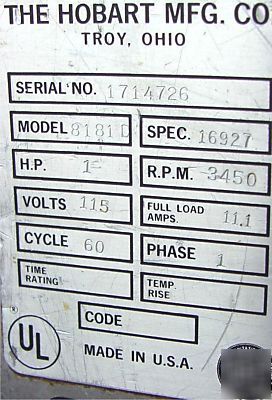 THE HOBART MFG. CO
TROY, OHIO
SERIAL NO. 1714726
MODEL 8181D SPEC. 16927
H.P. 1 R.P.M. 3450
VOLTS 115 FULL LOAD AMPS. 11.1
CYCLE 60 PHASE 1
TIME RATING TEMP. RISE
CODE
UL ®
MADE IN U.S.A.